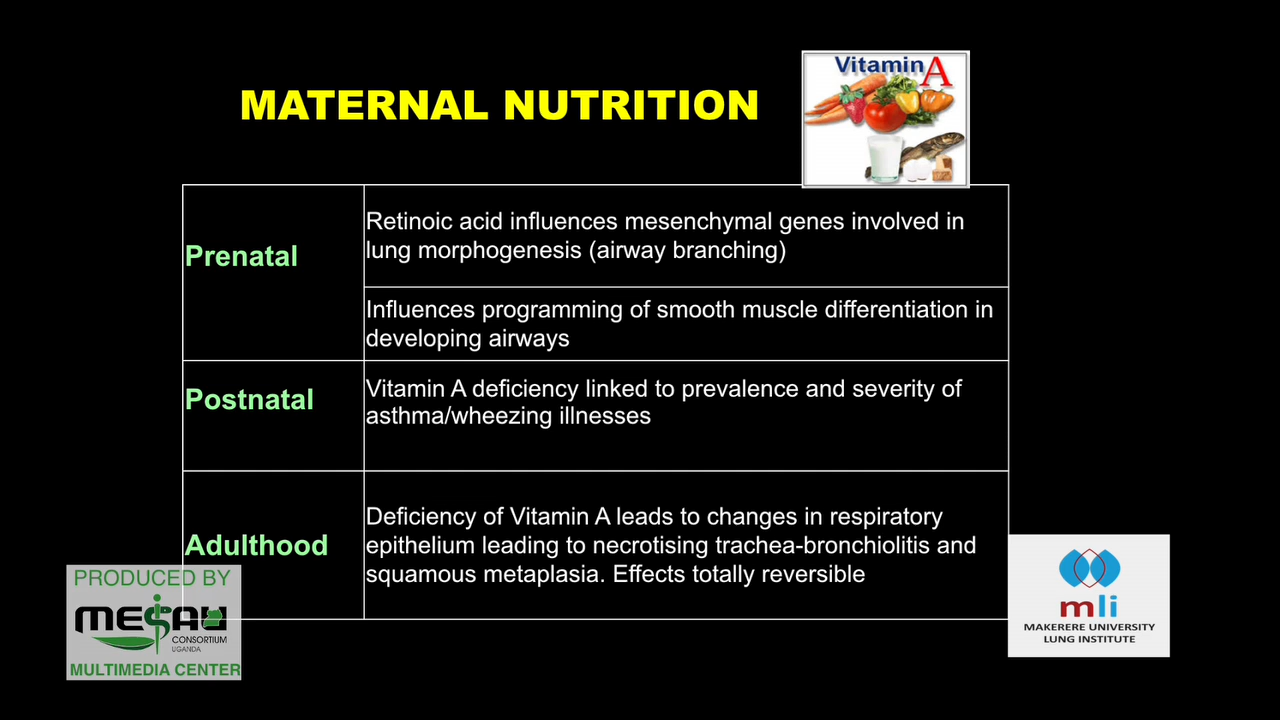 Vitamin A
MATERNAL NUTRITION
Prenatal
Retinoic acid influences mesenchymal genes involved in
lung morphogenesis (airway branching)
Influences programming of smooth muscle differentiation in
developing airways
Postnatal
Vitamin A deficiency linked to prevalence and severity of
asthma/wheezing illnesses
Adulthood
Deficiency of Vitamin A leads to changes in respiratory
epithelium leading to necrotising trachea-bronchiolitis and
squamous metaplasia. Effects totally reversible
PRODUCED BY
MESAU
CONSORTIUM
UGANDA
MULTIMEDIA CENTER
mli
MAKERERE UNIVERSITY
LUNG INSTITUTE